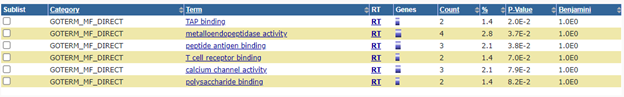 Sublist Category Term RT Genes Count % P-Value Benjamini
GOTERM_MF_DIRECT TAP binding RT 2 1.4 2.0E-2 1.0E0
GOTERM_MF_DIRECT metalloendopeptidase activity RT 4 2.8 3.7E-2 1.0E0
GOTERM_MF_DIRECT peptide antigen binding RT 3 2.1 3.8E-2 1.0E0
GOTERM_MF_DIRECT T cell receptor binding RT 2 1.4 7.0E-2 1.0E0
GOTERM_MF_DIRECT calcium channel activity RT 3 2.1 7.9E-2 1.0E0
GOTERM_MF_DIRECT polysaccharide binding RT 2 1.4 8.2E-2 1.0E0